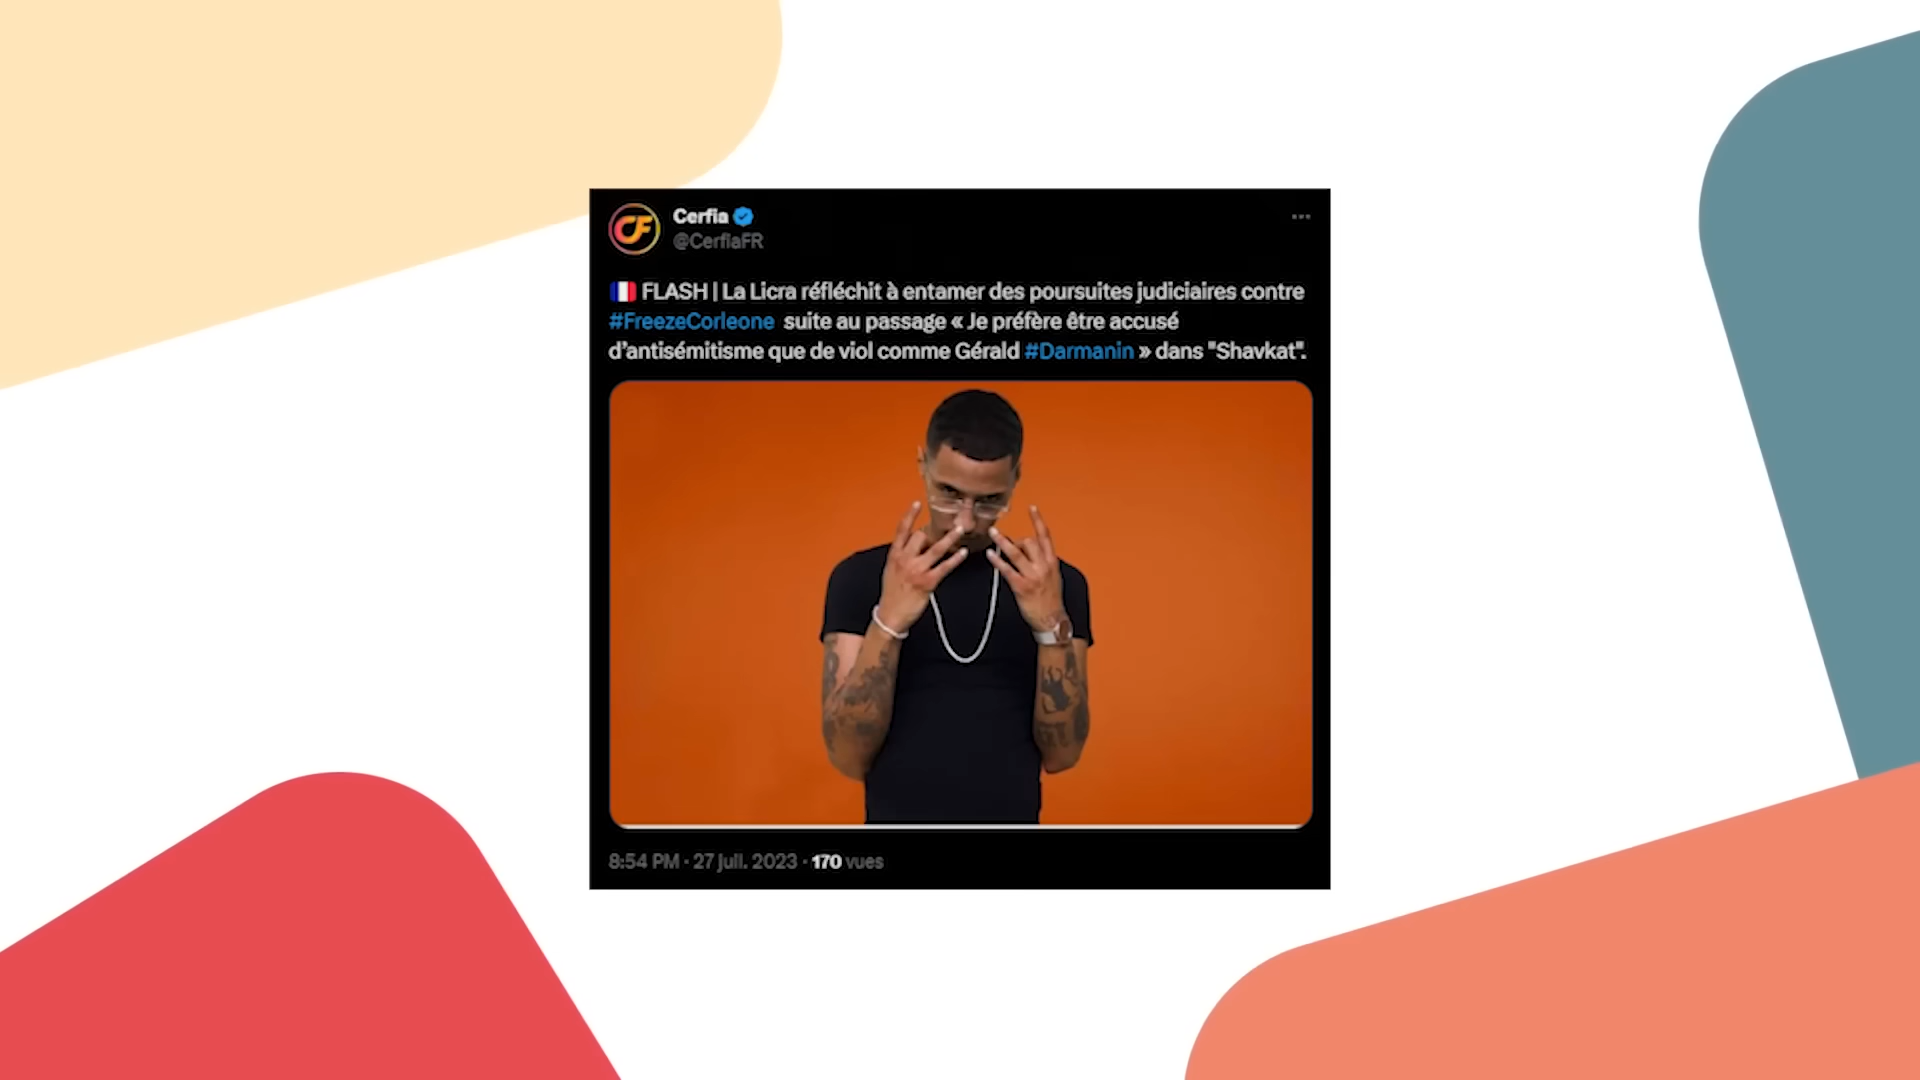 CF
Cerfia
@CerfiaFR
🇫🇷 FLASH | La Licra réfléchit à entamer des poursuites judiciaires contre
#FreezeCorleone suite au passage « Je préfère être accusé
d'antisémitisme que de viol comme Gérald #Darmanin » dans "Shavkat".
8:54 PM · 27 juil. 2023 · 170 vues